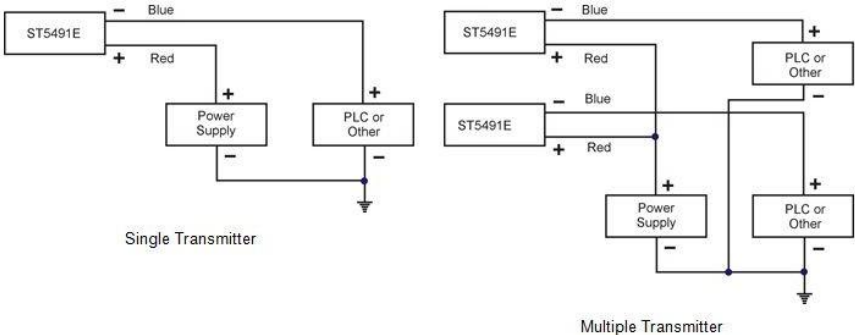 − Blue
ST5491E
+ Red
+
Power
Supply
−
+
PLC or
Other
−
Single Transmitter
− Blue
ST5491E
+ Red
+
PLC or
Other
−
− Blue
ST5491E
+ Red
+
Power
Supply
−
+
PLC or
Other
−
Multiple Transmitter